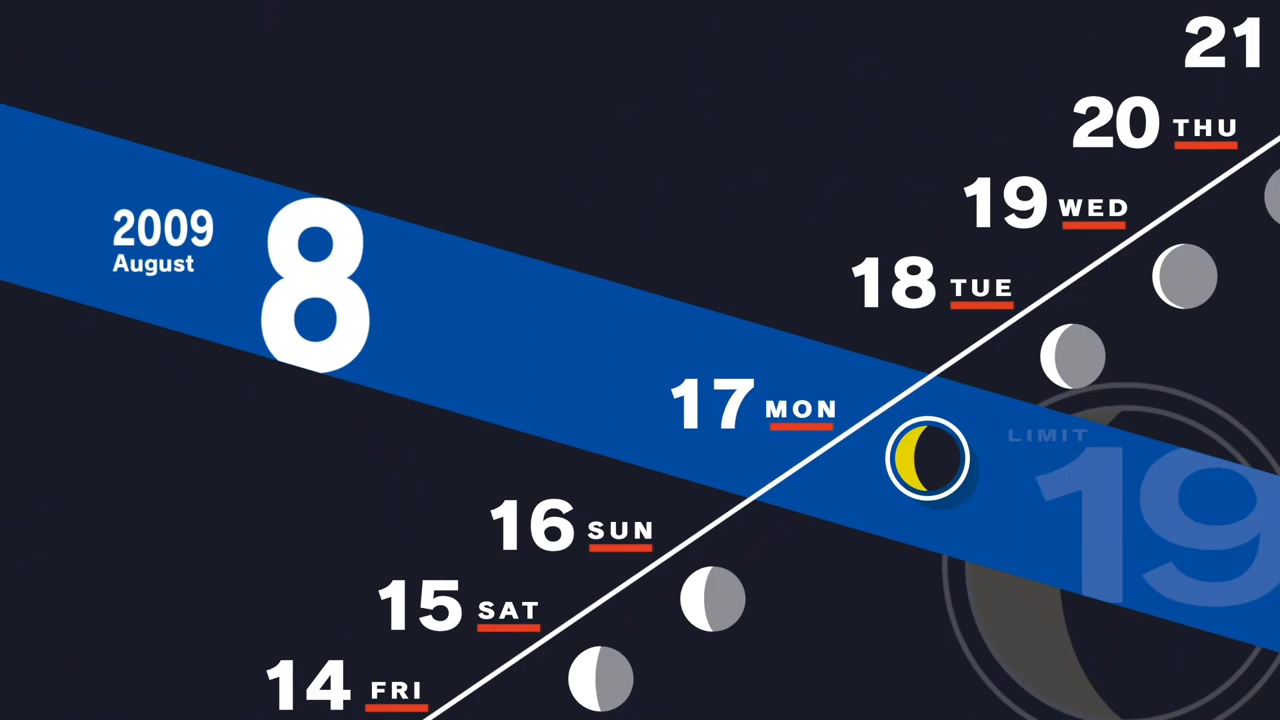 21
20 THU
19 WED
2009
August
8
18 TUE
17 MON
LIMIT
19
16 SUN
15 SAT
14 FRI